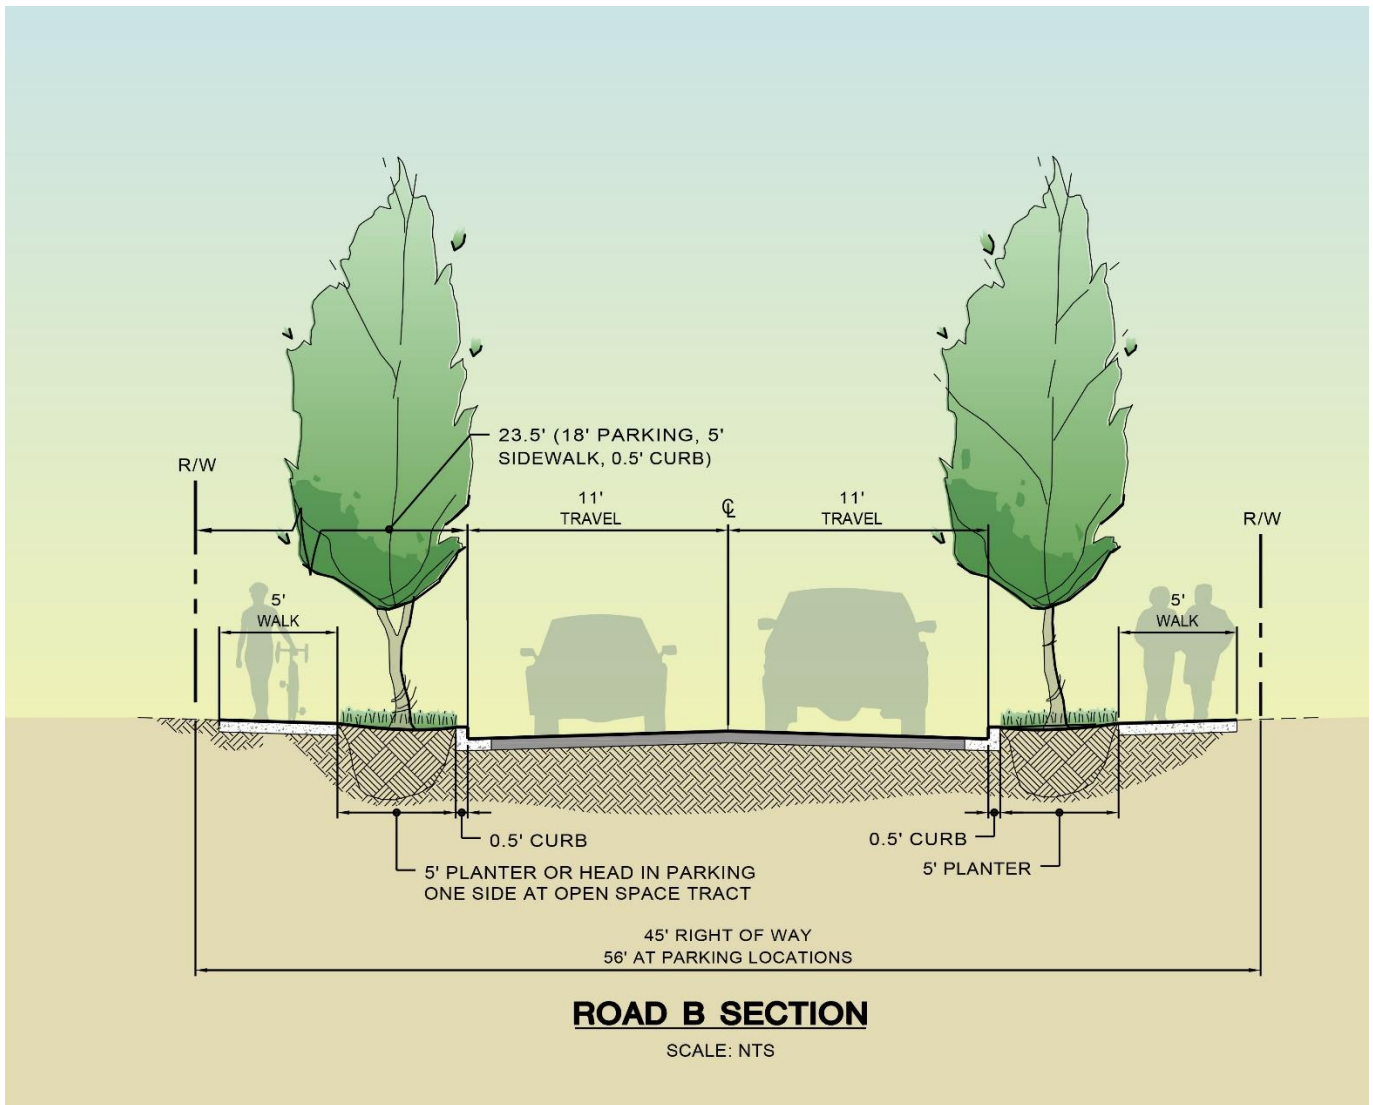 23.5' (18' PARKING, 5'
SIDEWALK, 0.5' CURB)
R/W
11'
TRAVEL
℄
11'
TRAVEL
R/W
5'
WALK
5'
WALK
0.5' CURB
0.5' CURB
5' PLANTER OR HEAD IN PARKING
ONE SIDE AT OPEN SPACE TRACT
5' PLANTER
45' RIGHT OF WAY
56' AT PARKING LOCATIONS
ROAD B SECTION
SCALE: NTS